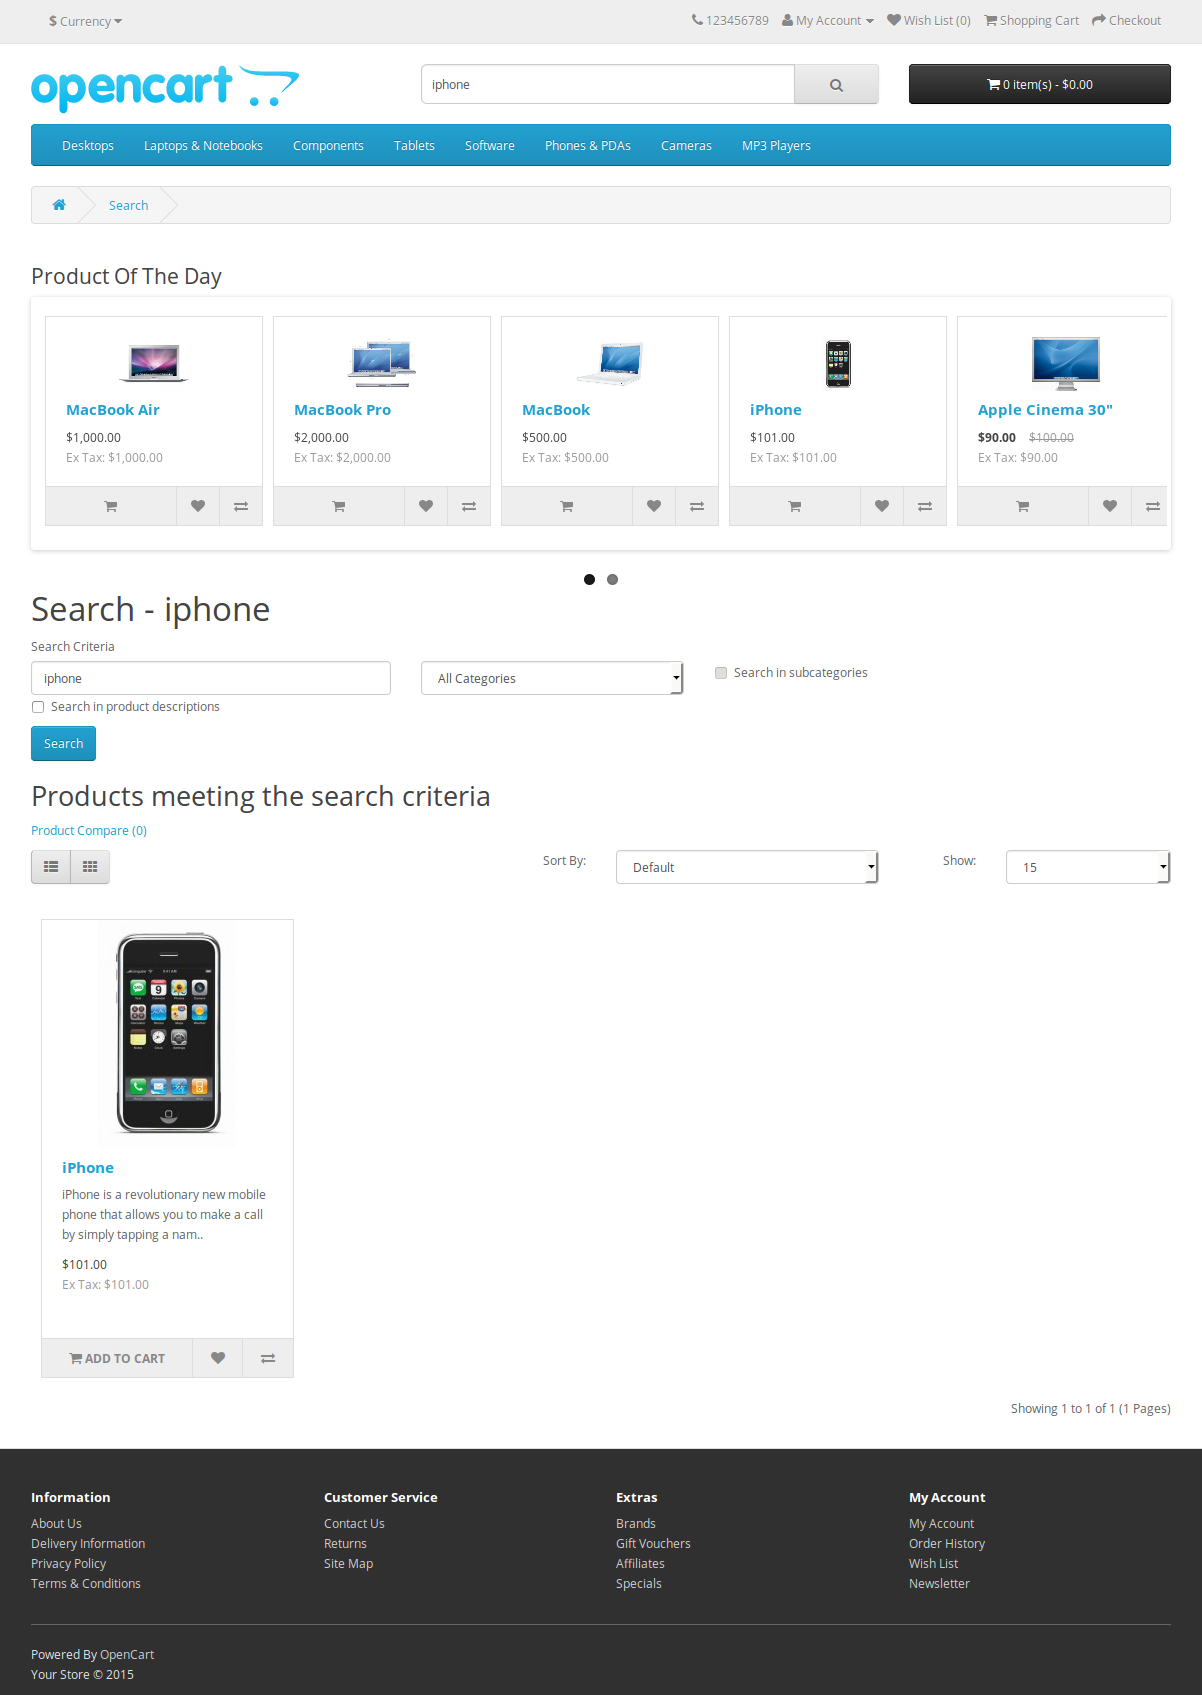 $ Currency
123456789 My Account Wish List (0) Shopping Cart Checkout
opencart
iphone
0 item(s) - $0.00
Desktops Laptops & Notebooks Components Tablets Software Phones & PDAs Cameras MP3 Players
Search
Product Of The Day
MacBook Air
$1,000.00
Ex Tax: $1,000.00
MacBook Pro
$2,000.00
Ex Tax: $2,000.00
MacBook
$500.00
Ex Tax: $500.00
iPhone
$101.00
Ex Tax: $101.00
Apple Cinema 30"
$90.00 $100.00
Ex Tax: $90.00
Search - iphone
Search Criteria
iphone
All Categories
Search in subcategories
Search in product descriptions
Search
Products meeting the search criteria
Product Compare (0)
Sort By:
Default
Show:
15
iPhone
iPhone is a revolutionary new mobile
phone that allows you to make a call
by simply tapping a nam..
$101.00
Ex Tax: $101.00
ADD TO CART
Showing 1 to 1 of 1 (1 Pages)
Information
About Us
Delivery Information
Privacy Policy
Terms & Conditions
Customer Service
Contact Us
Returns
Site Map
Extras
Brands
Gift Vouchers
Affiliates
Specials
My Account
My Account
Order History
Wish List
Newsletter
Powered By OpenCart
Your Store © 2015